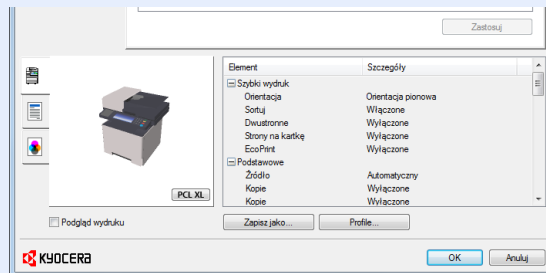 Zastosuj
Element Szczegóły
Szybki wydruk
Orientacja Orientacja pionowa
Sortuj Włączone
Dwustronne Wyłączone
Strony na kartkę Wyłączone
EcoPrint Wyłączone
Podstawowe
Źródło Automatyczny
Kopie Wyłączone
Kopie Wyłączone
PCL XL
Podgląd wydruku Zapisz jako... Profile...
KYOCERA OK Anuluj